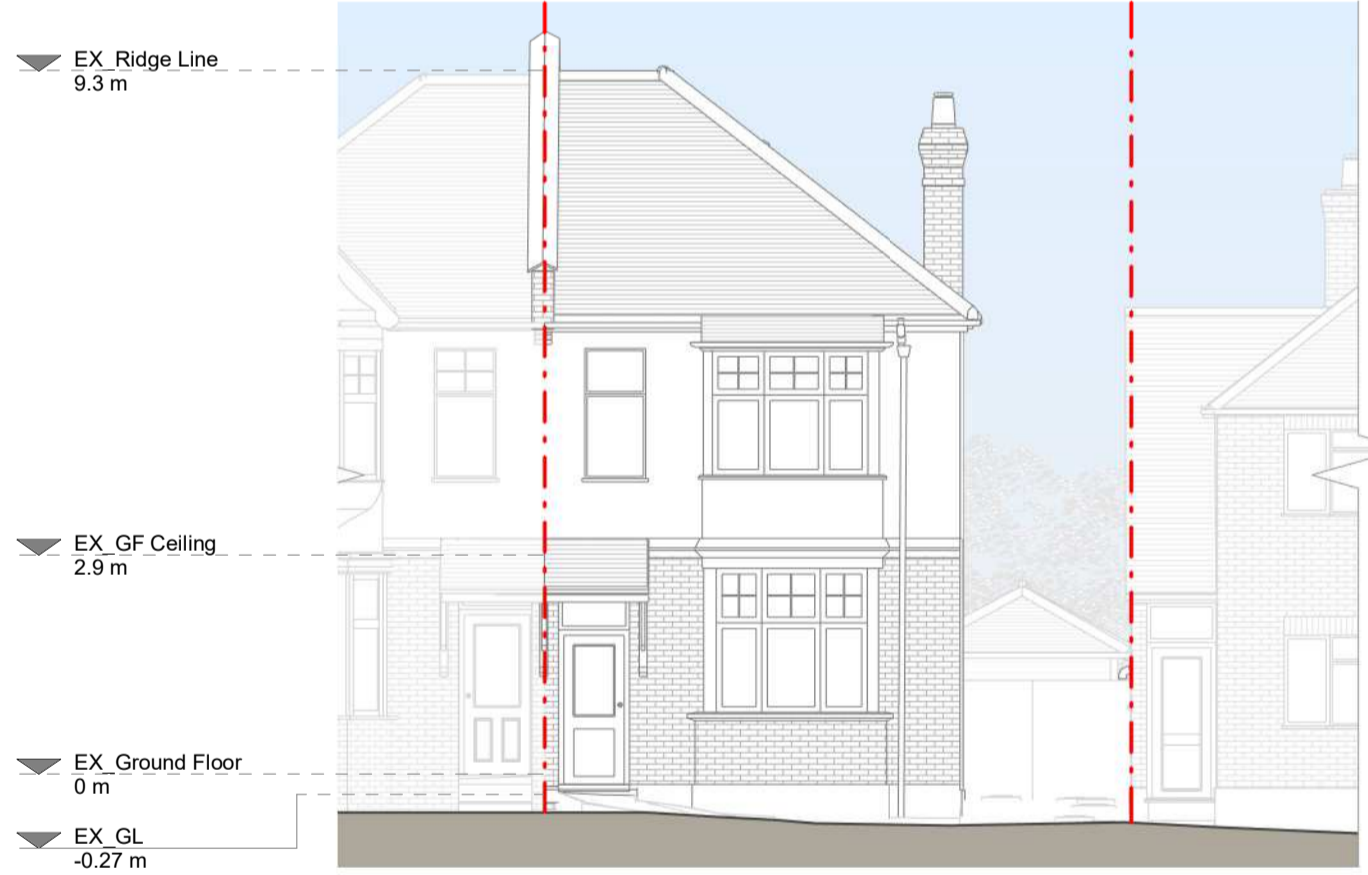 EX_Ridge Line
9.3 m
EX_GF Ceiling
2.9 m
EX_Ground Floor
0 m
EX_GL
-0.27 m